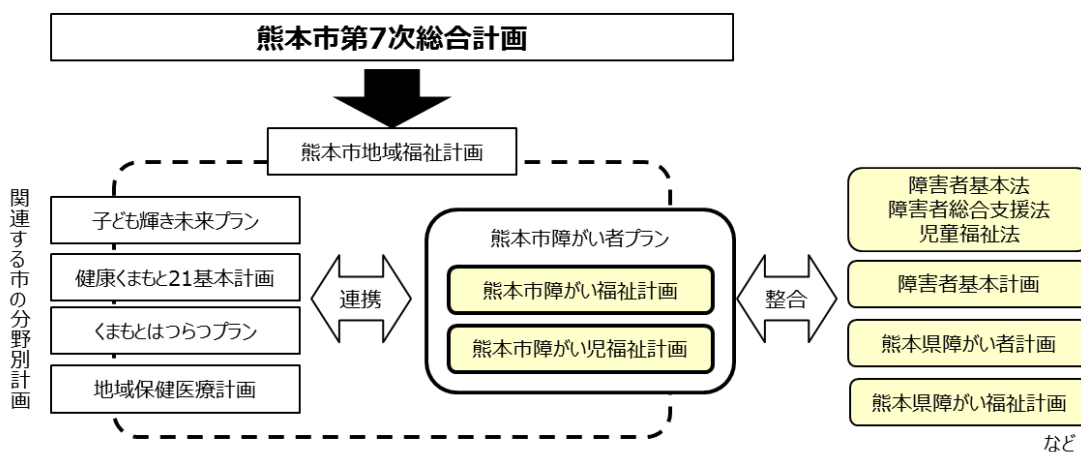 熊本市第7次総合計画
熊本市地域福祉計画
関連する市の分野別計画
子ども輝き未来プラン
健康くまもと21基本計画
くまもとはつらつプラン
地域保健医療計画
連携
熊本市障がい者プラン
熊本市障がい福祉計画
熊本市障がい児福祉計画
整合
障害者基本法
障害者総合支援法
児童福祉法
障害者基本計画
熊本県障がい者計画
熊本県障がい福祉計画
など